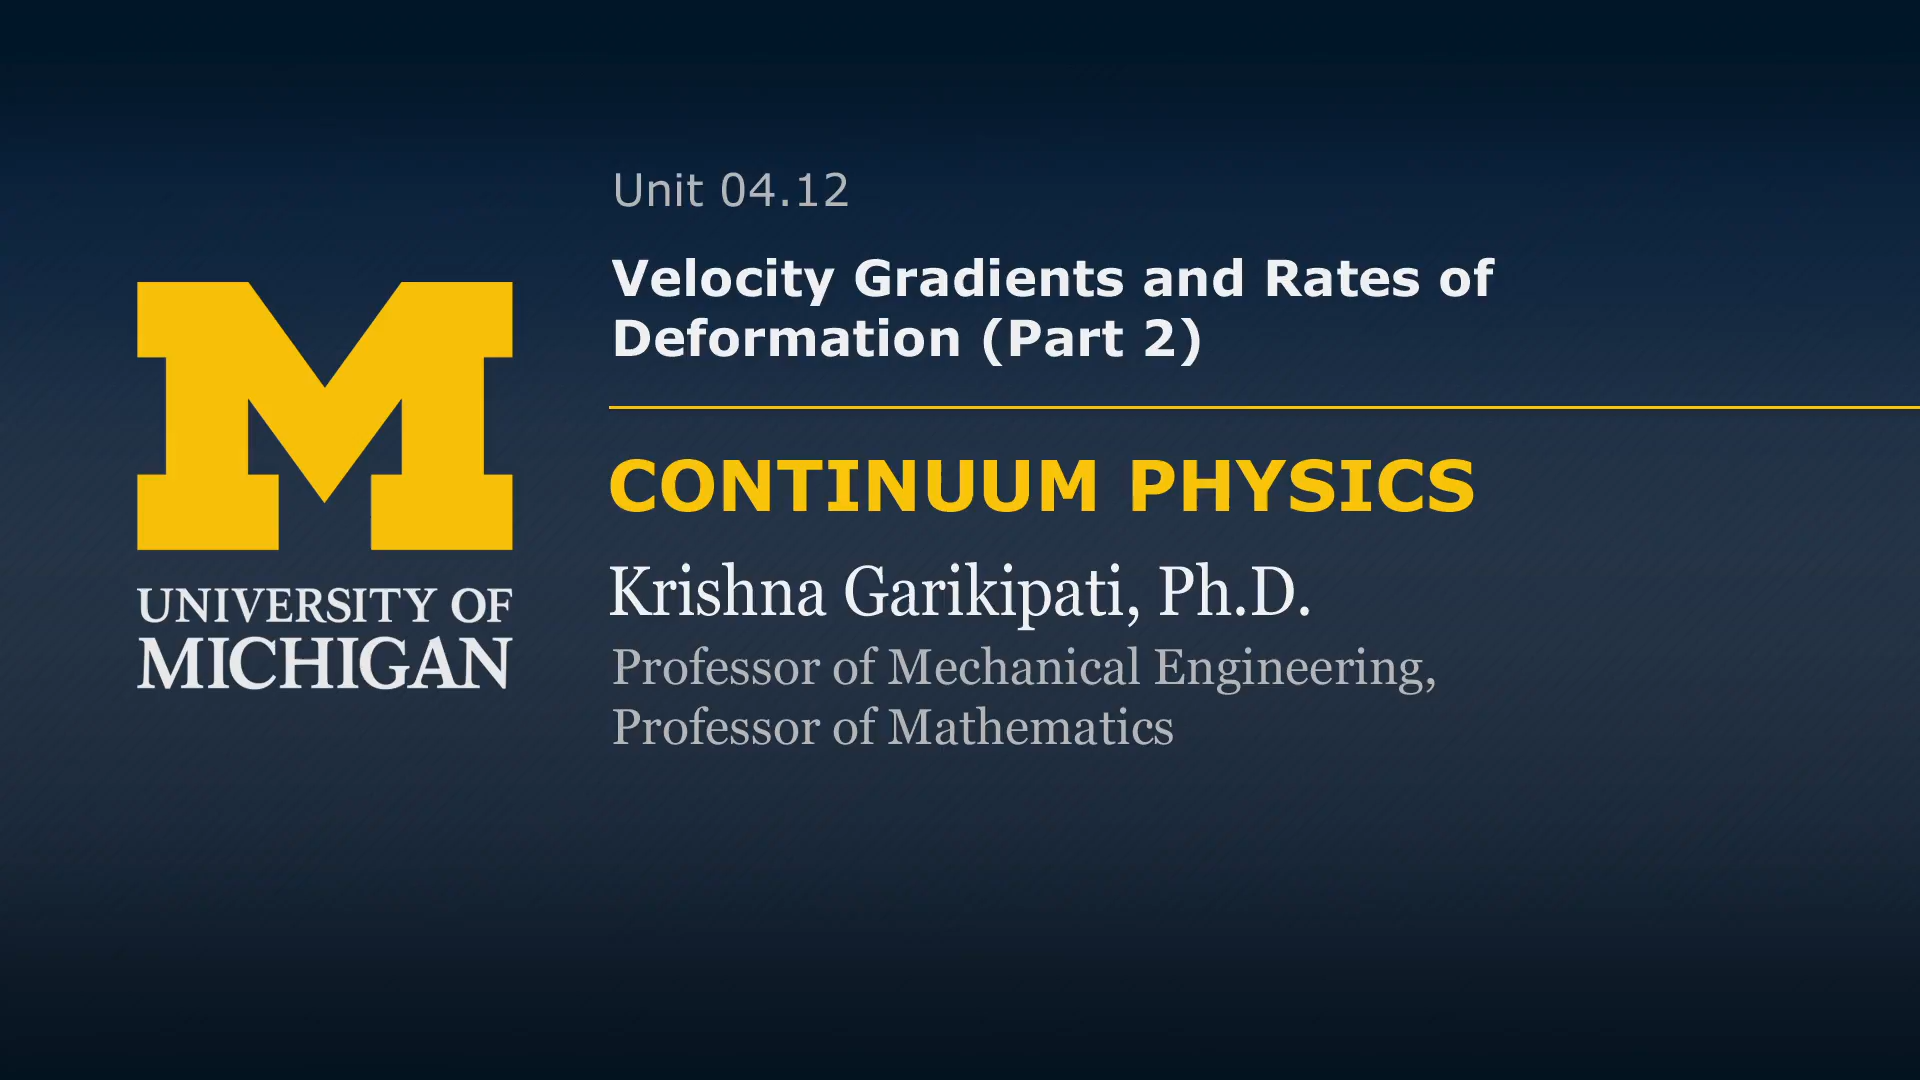 Unit 04.12
Velocity Gradients and Rates of
Deformation (Part 2)
CONTINUUM PHYSICS
Krishna Garikipati, Ph.D.
Professor of Mechanical Engineering,
Professor of Mathematics
M
UNIVERSITY OF
MICHIGAN